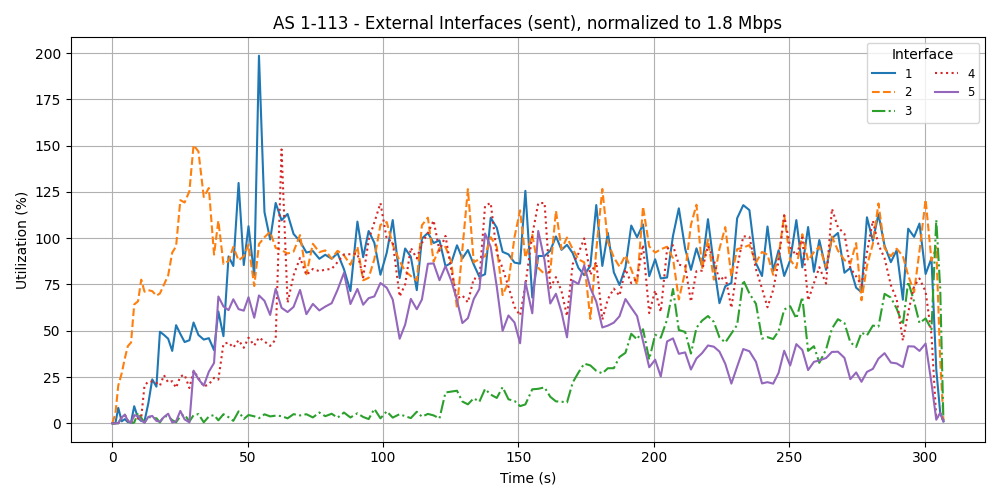 AS 1-113 - External Interfaces (sent), normalized to 1.8 Mbps
Utilization (%)
200
175
150
125
100
75
50
25
0
0 50 100 150 200 250 300
Time (s)
Interface
1 4
2 5
3